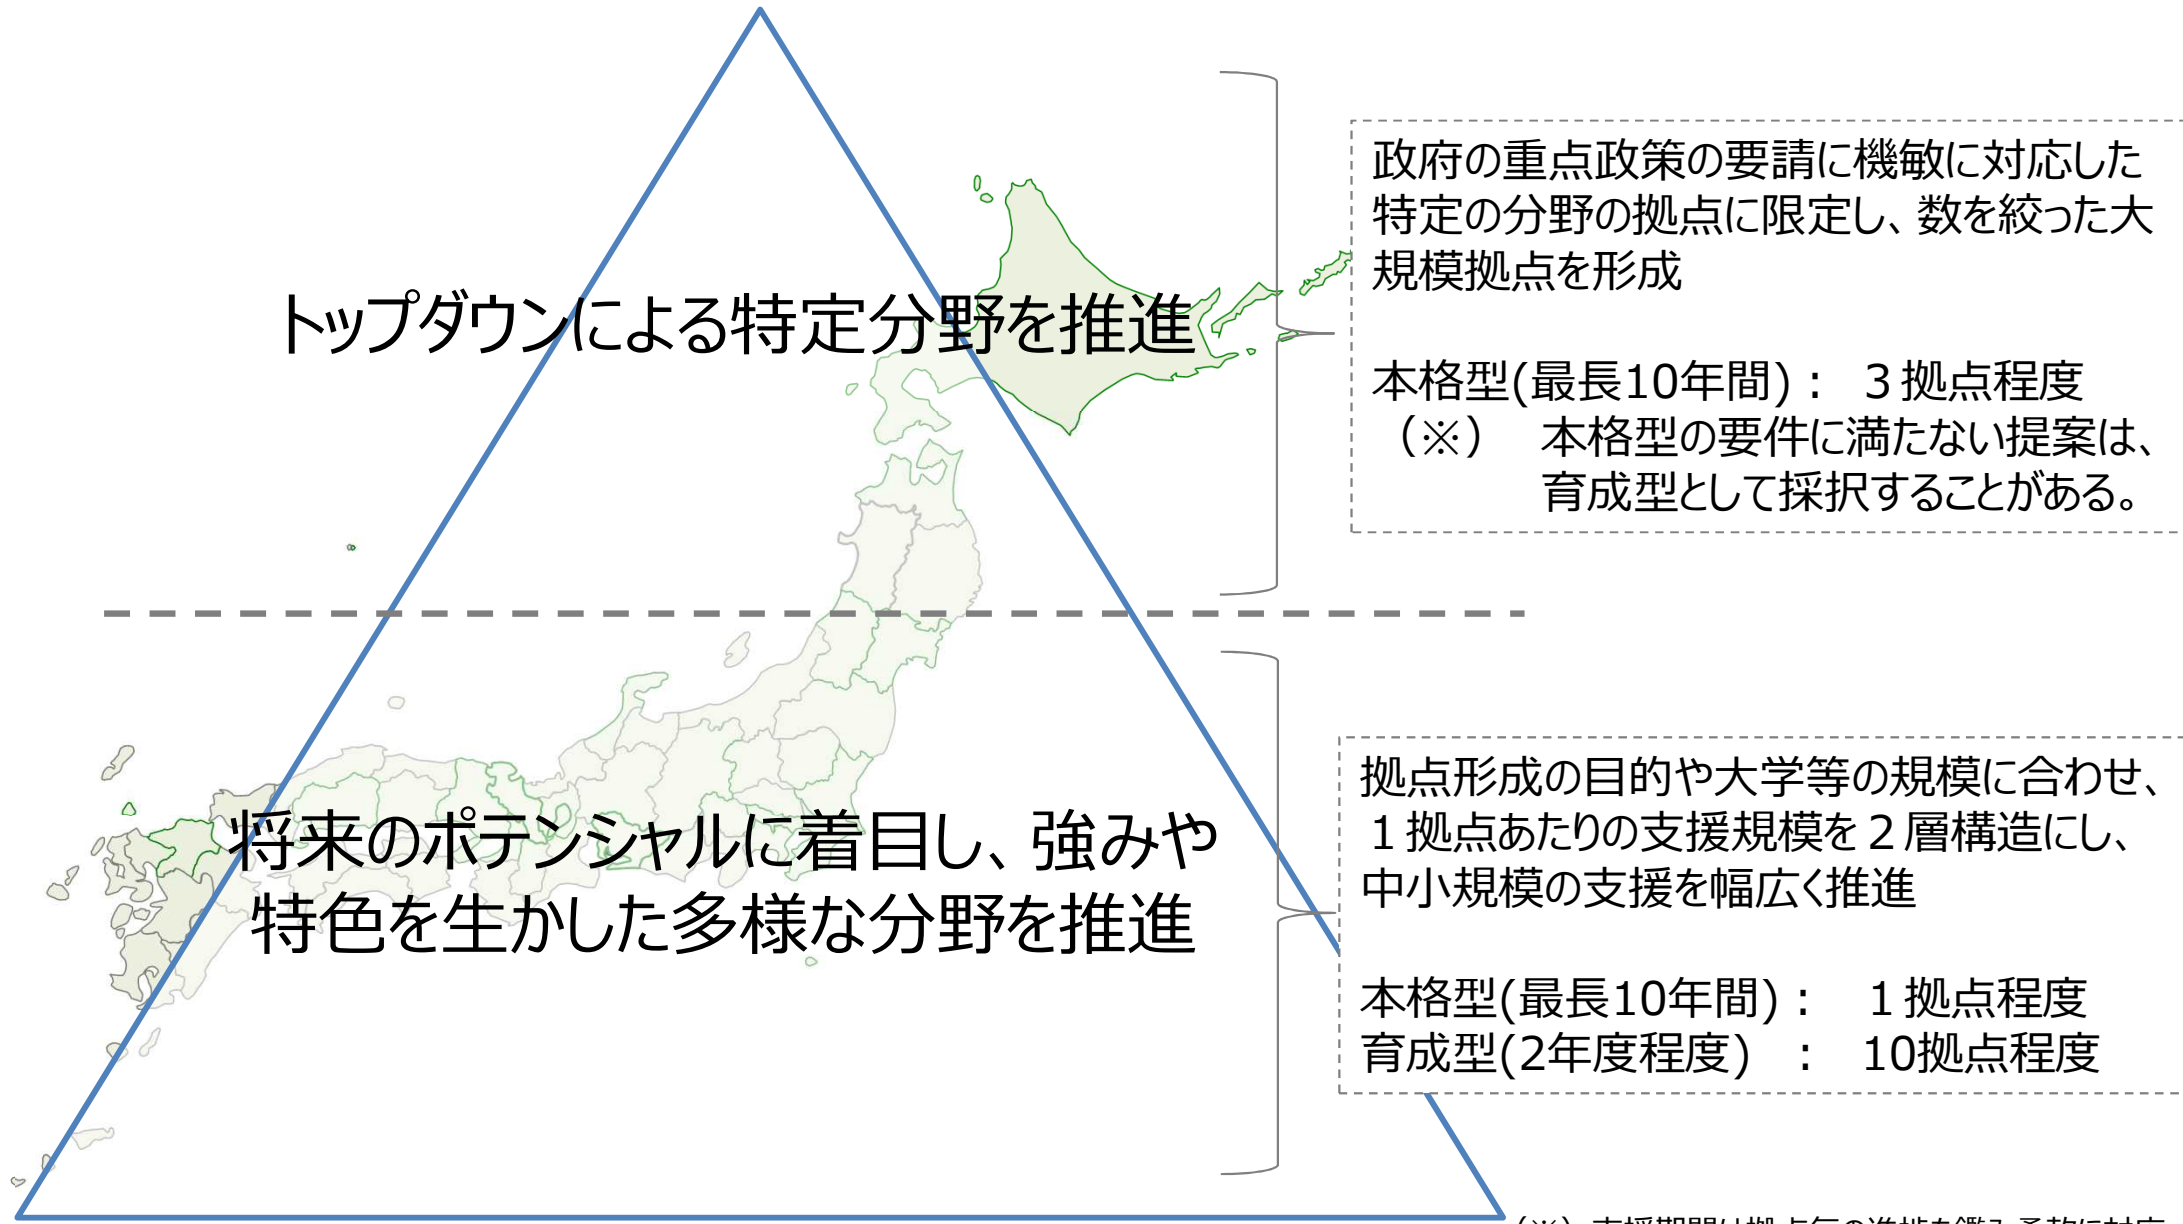 トップダウンによる特定分野を推進
政府の重点政策の要請に機敏に対応した
特定の分野の拠点に限定し、数を絞った大
規模拠点を形成
本格型(最長10年間)： ３拠点程度
（※） 本格型の要件に満たない提案は、
育成型として採択することがある。
将来のポテンシャルに着目し、強みや
特色を生かした多様な分野を推進
拠点形成の目的や大学等の規模に合わせ、
１拠点あたりの支援規模を２層構造にし、
中小規模の支援を幅広く推進
本格型(最長10年間)： １拠点程度
育成型(2年度程度) ： 10拠点程度